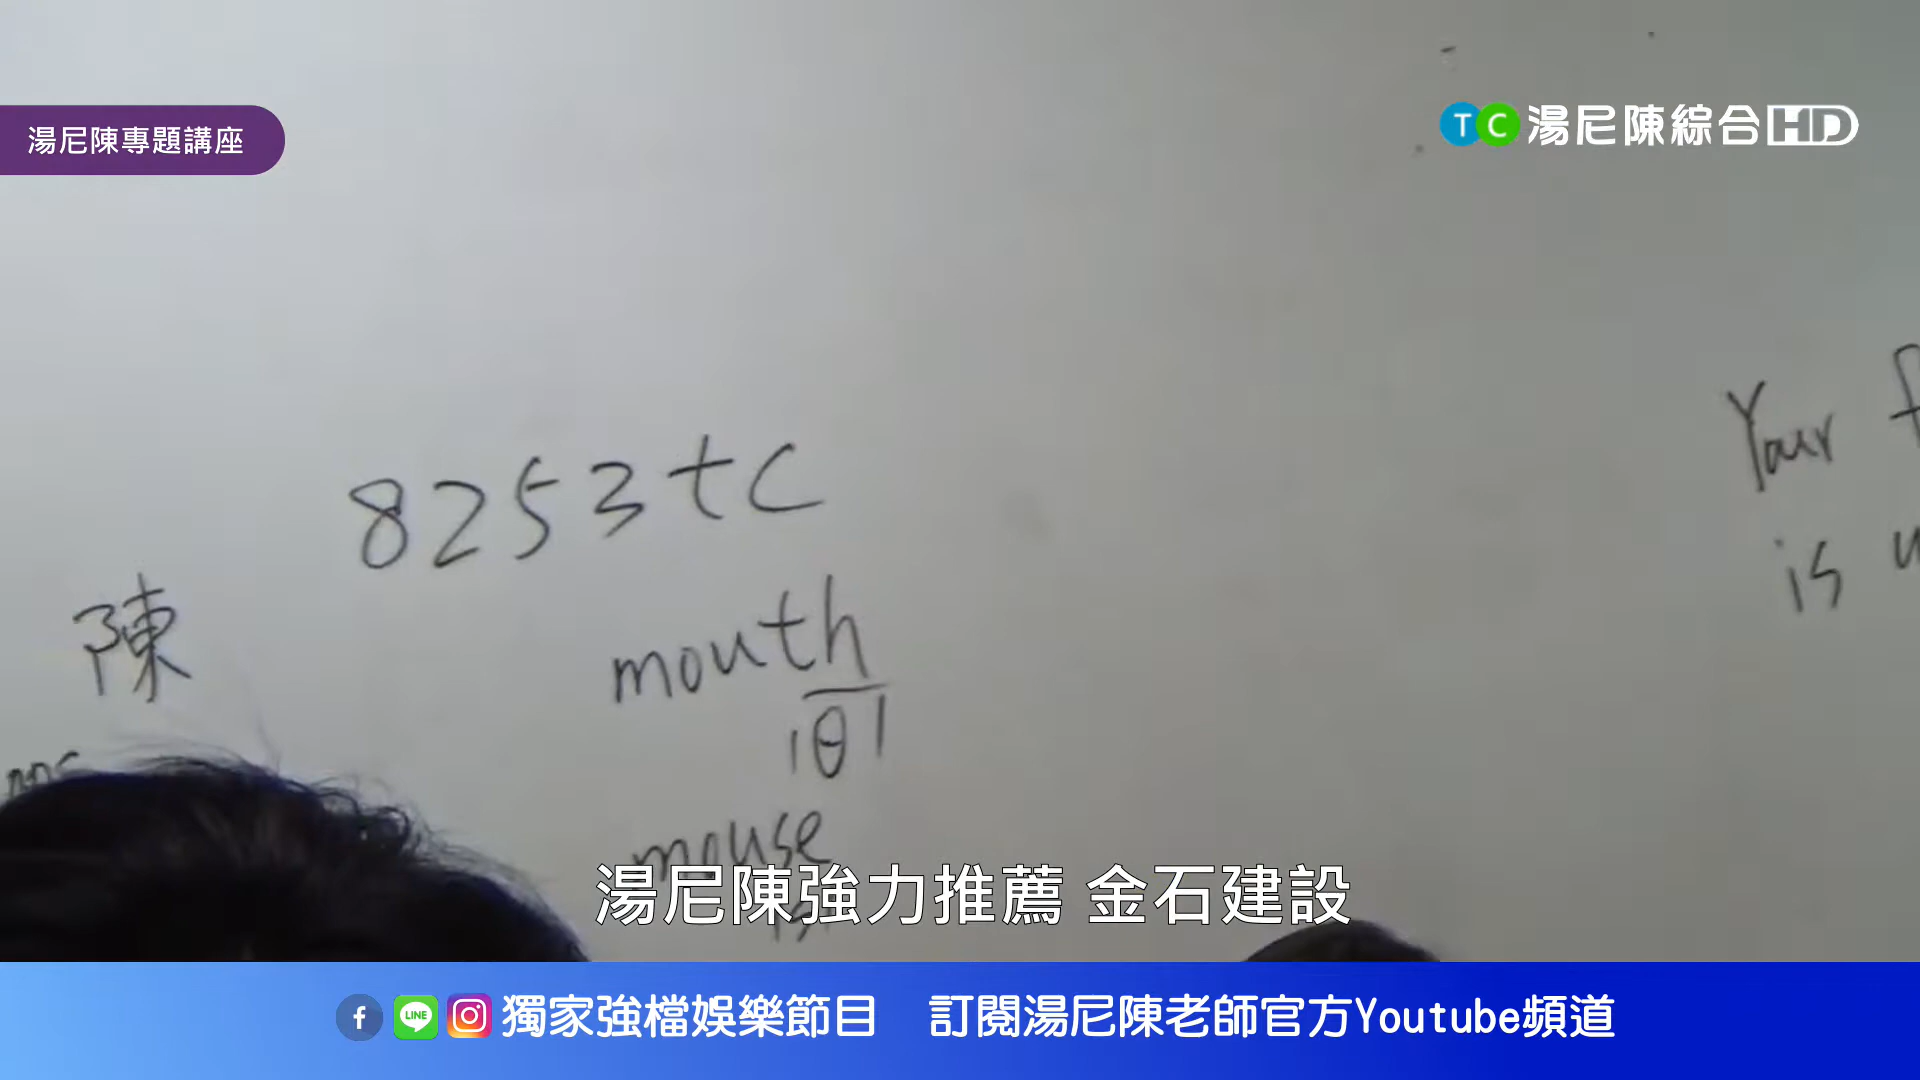 湯尼陳專題講座
TC 湯尼陳綜合HD
8253tc
陳
mouth
|θ|
mouse
Your
is
湯尼陳強力推薦 金石建設
LINE 獨家強檔娛樂節目 訂閱湯尼陳老師官方Youtube頻道